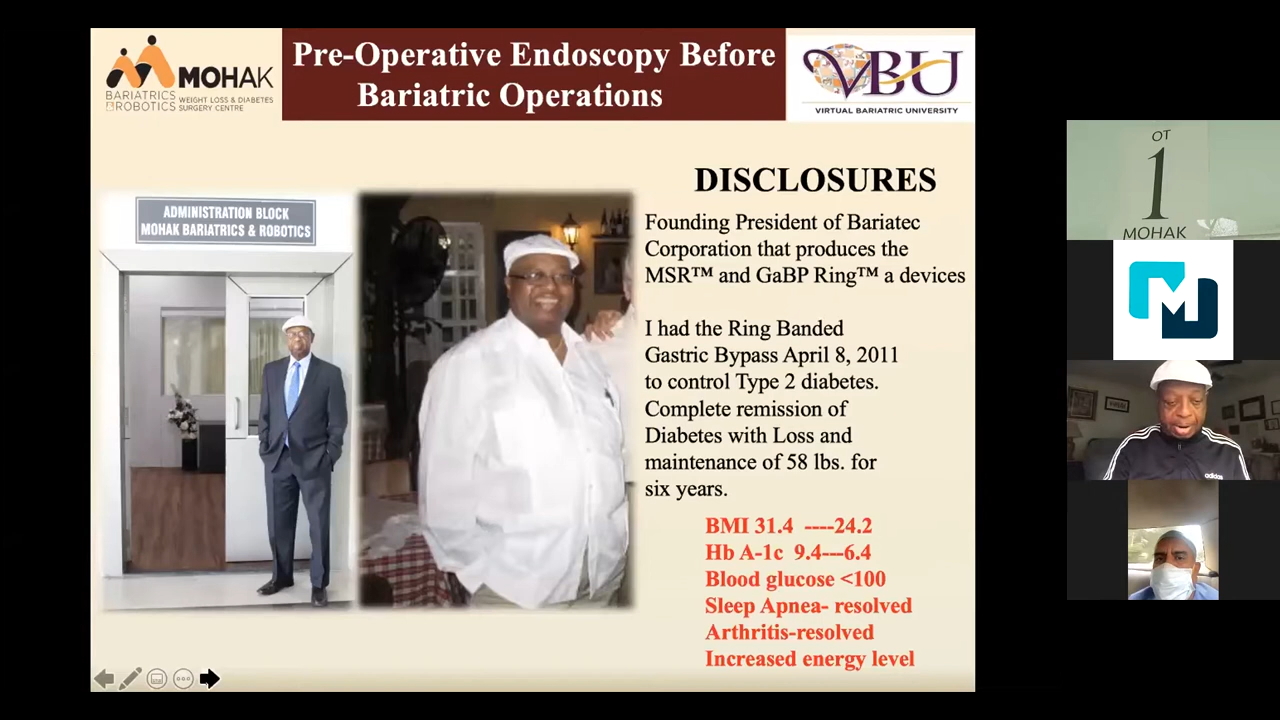 MOHAK
BARIATRICS
& ROBOTICS
WEIGHT LOSS & DIABETES
SURGERY CENTRE
Pre-Operative Endoscopy Before
Bariatric Operations
VBU
VIRTUAL BARIATRIC UNIVERSITY
ADMINISTRATION BLOCK
MOHAK BARIATRICS & ROBOTICS
DISCLOSURES
Founding President of Bariatec
Corporation that produces the
MSR™ and GaBP Ring™ a devices
I had the Ring Banded
Gastric Bypass April 8, 2011
to control Type 2 diabetes.
Complete remission of
Diabetes with Loss and
maintenance of 58 lbs. for
six years.
BMI 31.4 ----24.2
Hb A-1c 9.4---6.4
Blood glucose <100
Sleep Apnea- resolved
Arthritis-resolved
Increased energy level
OT
1
MOHAK
M
adidas